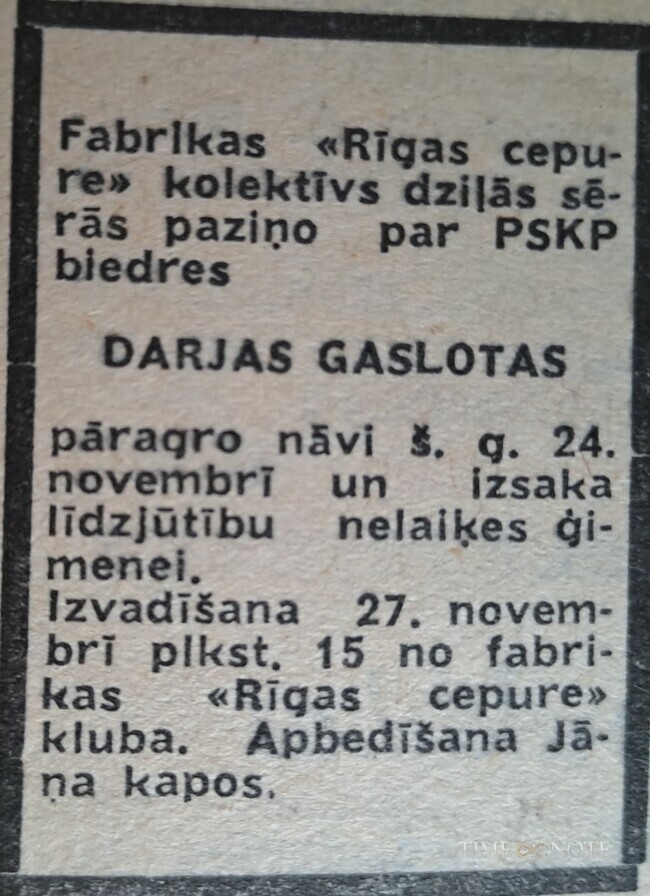 Fabrikas «Rīgas cepu-
re» kolektīvs dziļās sē-
rās paziņo par PSKP
biedres
DARJAS GASLOTAS
pāragro nāvi š. g. 24.
novembrī un izsaka
līdzjūtību nelaiķes ģi-
menei.
Izvadīšana 27. novem-
brī plkst. 15 no fabri-
kas «Rīgas cepure»
kluba. Apbedīšana Jā-
ņa kapos.
TIMENOTE